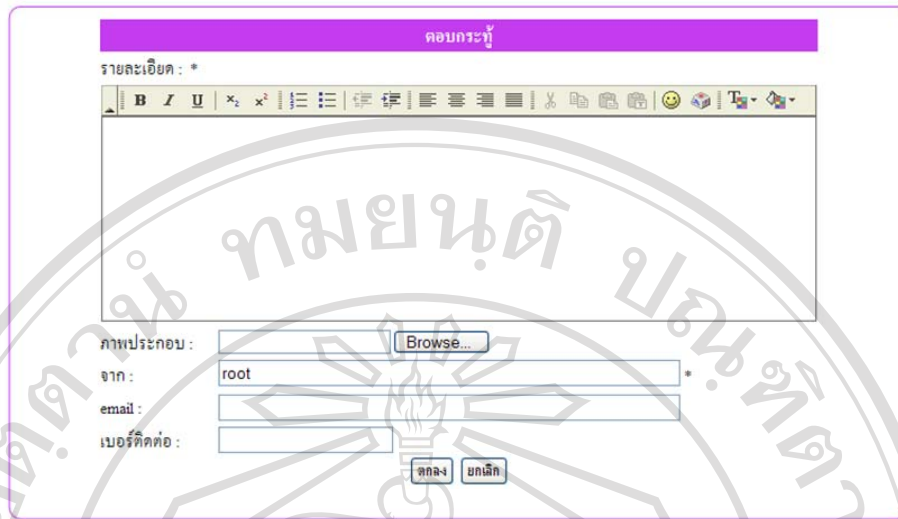 ตอบกระทู้
รายละเอียด : *
B I U x₂ x²
ภาพประกอบ : Browse...
จาก : root *
email :
เบอร์ติดต่อ :
ตกลง ยกเลิก